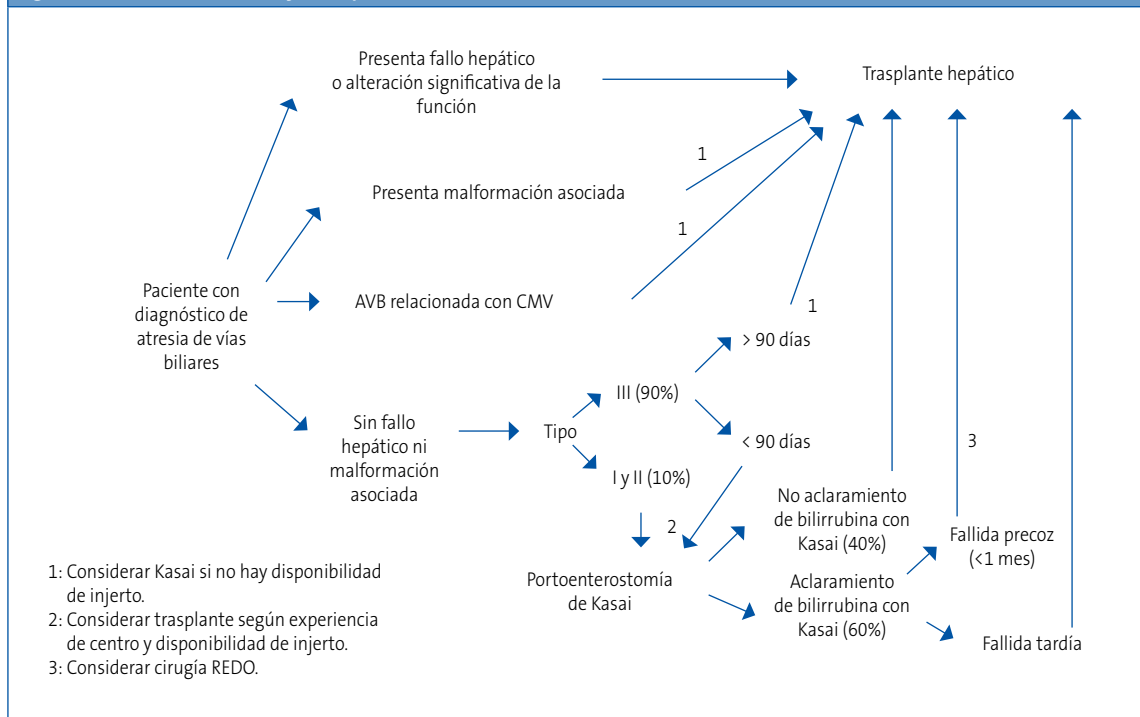 Presenta fallo hepático
o alteración significativa de la
función
Trasplante hepático
1
Presenta malformación asociada
1
Paciente con
diagnóstico de
atresia de vías
biliares
AVB relacionada con CMV
1
> 90 días
III (90%)
Sin fallo
hepático ni
malformación
asociada
Tipo
< 90 días
3
I y II (10%)
2
No aclaramiento
de bilirrubina con
Kasai (40%)
Fallida precoz
(<1 mes)
Portoenterostomía
de Kasai
Aclaramiento
de bilirrubina con
Kasai (60%)
Fallida tardía
1: Considerar Kasai si no hay disponibilidad
de injerto.
2: Considerar trasplante según experiencia
de centro y disponibilidad de injerto.
3: Considerar cirugía REDO.